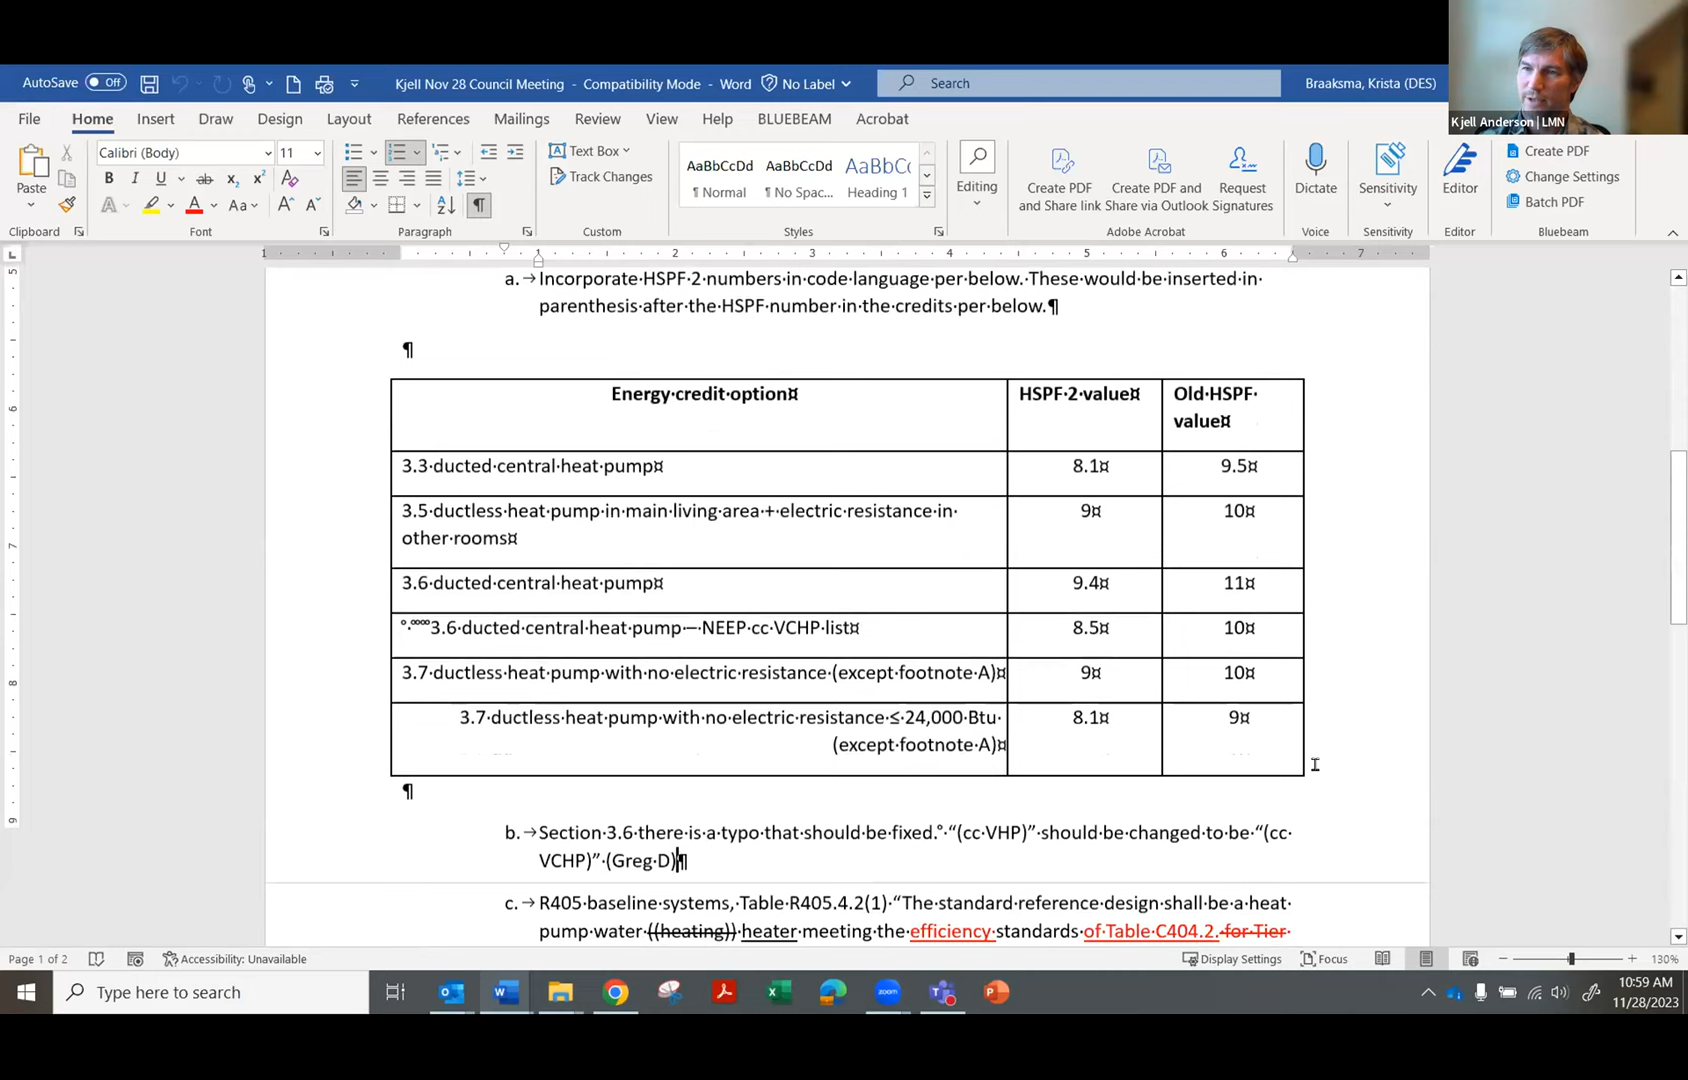 AutoSave Off Kjell Nov 28 Council Meeting - Compatibility Mode - Word No Label Search Braaksma, Krista (DES)
Kjell Anderson | LMN
File Home Insert Draw Design Layout References Mailings Review View Help BLUEBEAM Acrobat
Paste
Clipboard
Calibri (Body) 11
Font
Paragraph
Text Box
Track Changes
Custom
AaBbCcDd AaBbCcDd AaBbC
¶ Normal ¶ No Spac... Heading 1
Styles
Editing
Create PDF and Share link
Create PDF and Share via Outlook
Request Signatures
Adobe Acrobat
Dictate
Voice
Sensitivity
Sensitivity
Editor
Editor
Create PDF
Change Settings
Batch PDF
Bluebeam
1 1 2 3 4 5 6 7
5
6
7
8
9
a. Incorporate HSPF 2 numbers in code language per below. These would be inserted in
parenthesis after the HSPF number in the credits per below.¶
¶
Energy credit option HSPF 2 value Old HSPF
value
3.3 ducted central heat pump 8.1 9.5
3.5 ductless heat pump in main living area + electric resistance in 9 10
other rooms
3.6 ducted central heat pump 9.4 11
3.6 ducted central heat pump – NEEP cc VCHP list 8.5 10
3.7 ductless heat pump with no electric resistance (except footnote A) 9 10
3.7 ductless heat pump with no electric resistance ≤ 24,000 Btu 8.1 9
(except footnote A)
¶
b. Section 3.6 there is a typo that should be fixed. “(cc VHP)” should be changed to be “(cc
VCHP)” (Greg D)¶
c. R405 baseline systems, Table R405.4.2(1) “The standard reference design shall be a heat
pump water ((heating)) heater meeting the efficiency standards of Table C404.2. for Tier
Page 1 of 2 Accessibility: Unavailable Display Settings Focus 130%
Type here to search 10:59 AM
11/28/2023